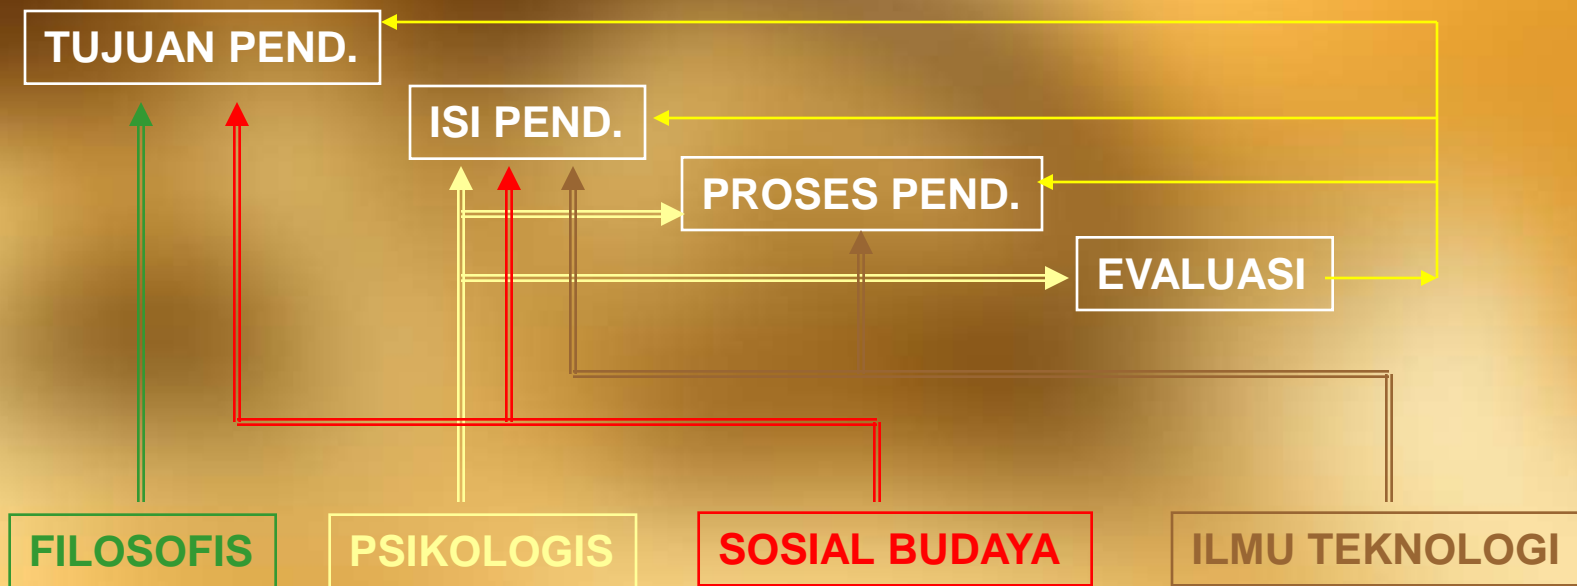 TUJUAN PEND.
ISI PEND.
PROSES PEND.
EVALUASI
FILOSOFIS
PSIKOLOGIS
SOSIAL BUDAYA
ILMU TEKNOLOGI